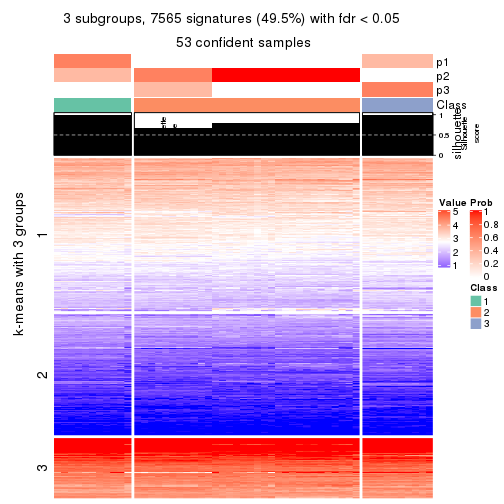 3 subgroups, 7565 signatures (49.5%) with fdr < 0.05
53 confident samples
p1
p2
p3
Class
1
0.5
0
silhouette
Silhouette
score
k-means with 3 groups
1
2
3
Value
5
4
3
2
1
Prob
1
0.8
0.6
0.4
0.2
0
Class
1
2
3